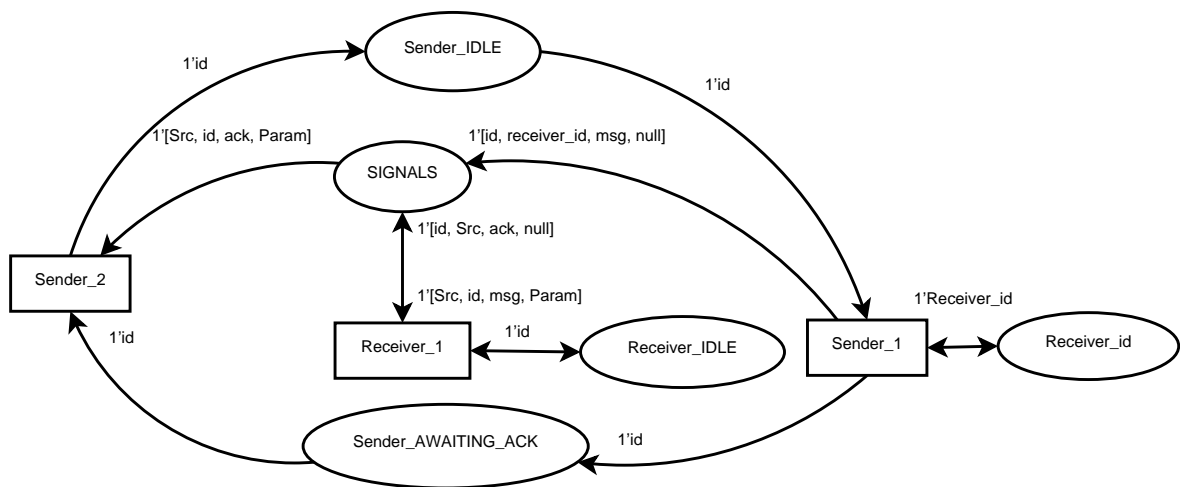 Sender_IDLE
1'id
1'id
1'[Src, id, ack, Param]
1'[id, receiver_id, msg, null]
SIGNALS
1'[id, Src, ack, null]
Sender_2
1'[Src, id, msg, Param]
1'Receiver_id
1'id
1'id
Receiver_1
Receiver_IDLE
Sender_1
Receiver_id
Sender_AWAITING_ACK
1'id